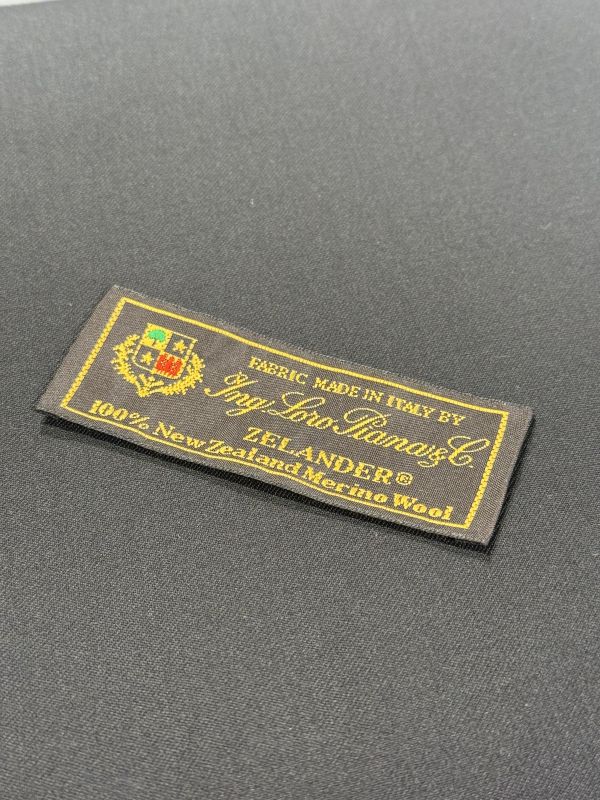 FABRIC MADE IN ITALY BY
Ing. Loro Piana & C.
ZELANDER®
100% New Zealand Merino Wool